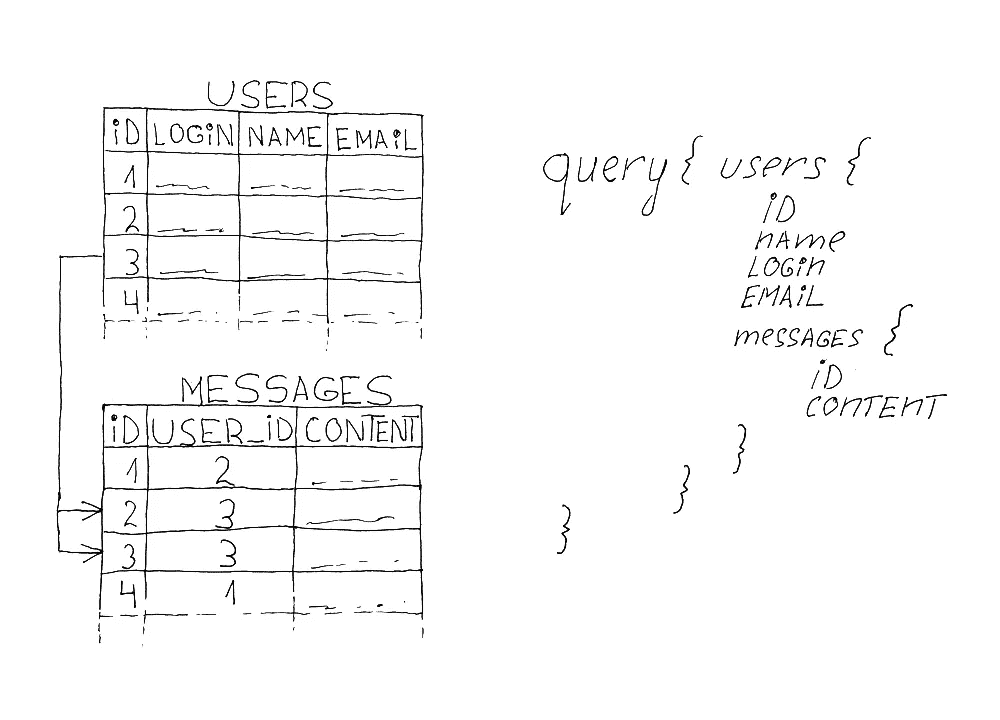 USERS
iD LOGiN NAME EMAiL
1
2
3
4
MESSAGES
iD USER_iD CONTENT
1 2
2 3
3 3
4 1
query{ users {
iD
nAme
LOGin
EMAiL
messAGES {
iD
CONTENT
}
}
}